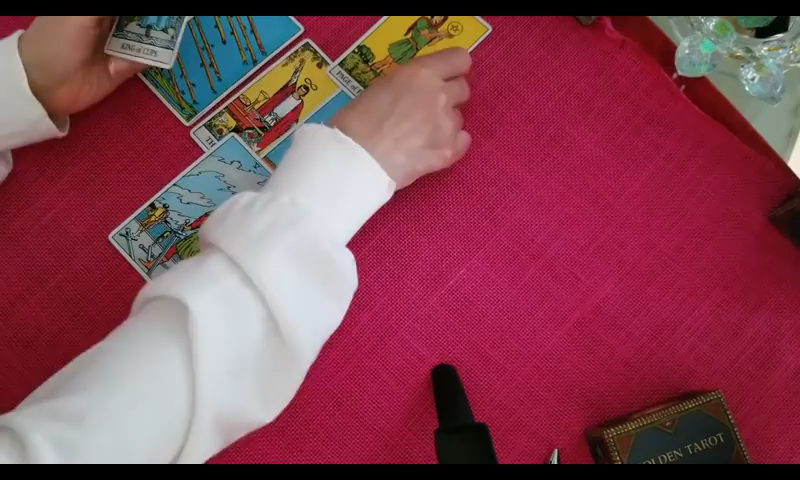 KING of CUPS.
PAGE of
OLDEN TAROT